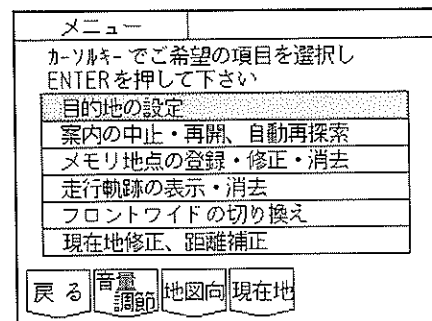 メニュー
カーソルキーでご希望の項目を選択し
ENTERを押して下さい
目的地の設定
案内の中止・再開、自動再探索
メモリ地点の登録・修正・消去
走行軌跡の表示・消去
フロントワイドの切り換え
現在地修正、距離補正
戻る 音量調節 地図向 現在地